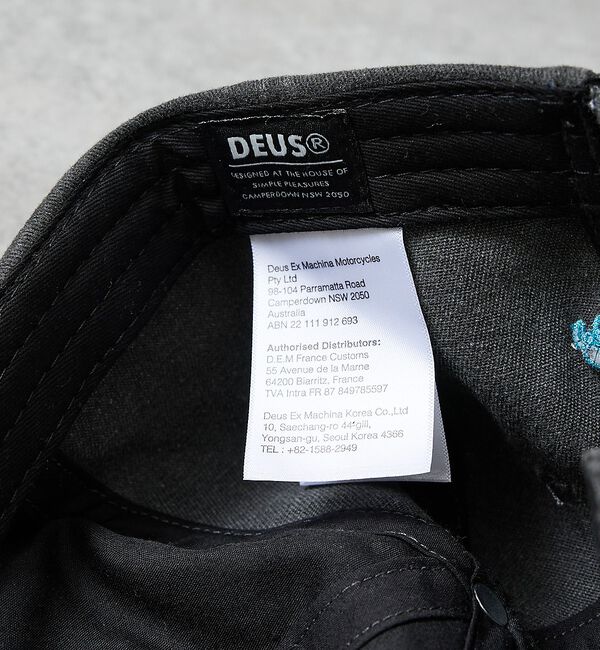 DEUS®
DESIGNED AT THE HOUSE OF
SIMPLE PLEASURES
CAMPERDOWN NSW 2050
Deus Ex Machina Motorcycles
Pty Ltd
98-104 Parramatta Road
Camperdown NSW 2050
Australia
ABN 22 111 912 693
Authorised Distributors:
D.E.M France Customs
55 Avenue de la Marne
64200 Biarritz, France
TVA Intra FR 87 849785597
Deus Ex Machina Korea Co.,Ltd
10, Saechang-ro 44-gil,
Yongsan-gu, Seoul Korea 4366
TEL : +82-1588-2949